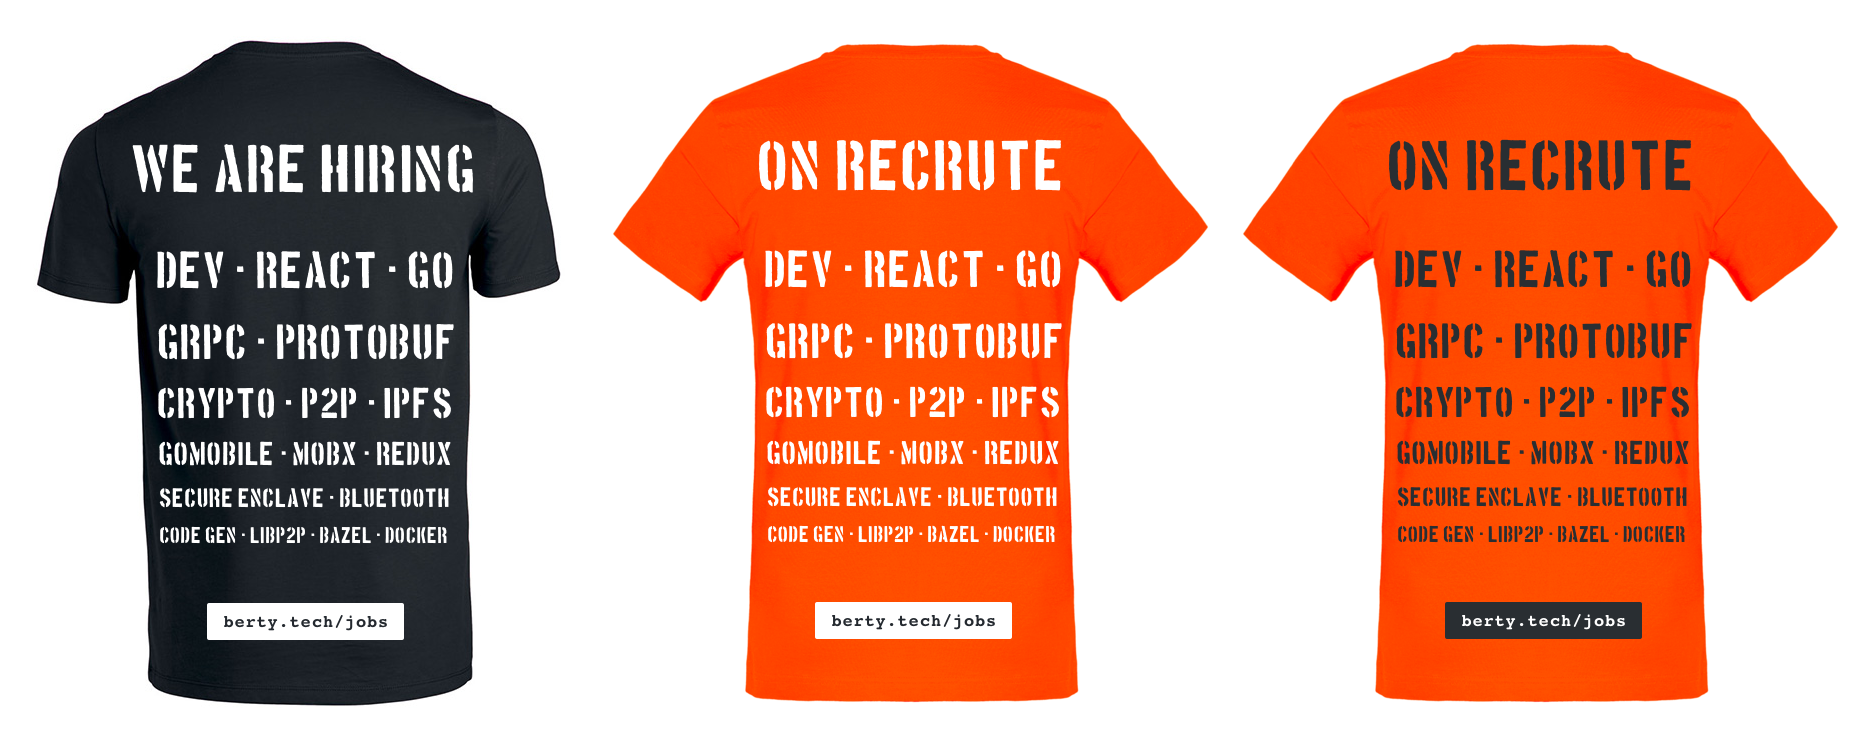 WE ARE HIRING
DEV · REACT · GO
GRPC · PROTOBUF
CRYPTO · P2P · IPFS
GOMOBILE · MOBX · REDUX
SECURE ENCLAVE · BLUETOOTH
CODE GEN · LIBP2P · BAZEL · DOCKER
berty.tech/jobs
ON RECRUTE
DEV · REACT · GO
GRPC · PROTOBUF
CRYPTO · P2P · IPFS
GOMOBILE · MOBX · REDUX
SECURE ENCLAVE · BLUETOOTH
CODE GEN · LIBP2P · BAZEL · DOCKER
berty.tech/jobs
ON RECRUTE
DEV · REACT · GO
GRPC · PROTOBUF
CRYPTO · P2P · IPFS
GOMOBILE · MOBX · REDUX
SECURE ENCLAVE · BLUETOOTH
CODE GEN · LIBP2P · BAZEL · DOCKER
berty.tech/jobs